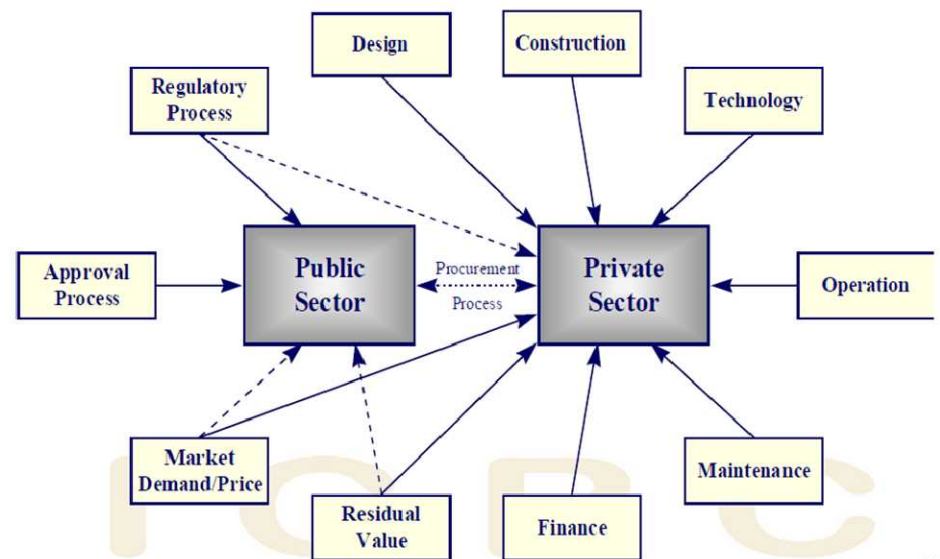 Design
Construction
Regulatory
Process
Technology
Public
Sector
Procurement
Process
Private
Sector
Approval
Process
Operation
Market
Demand/Price
Residual
Value
Finance
Maintenance